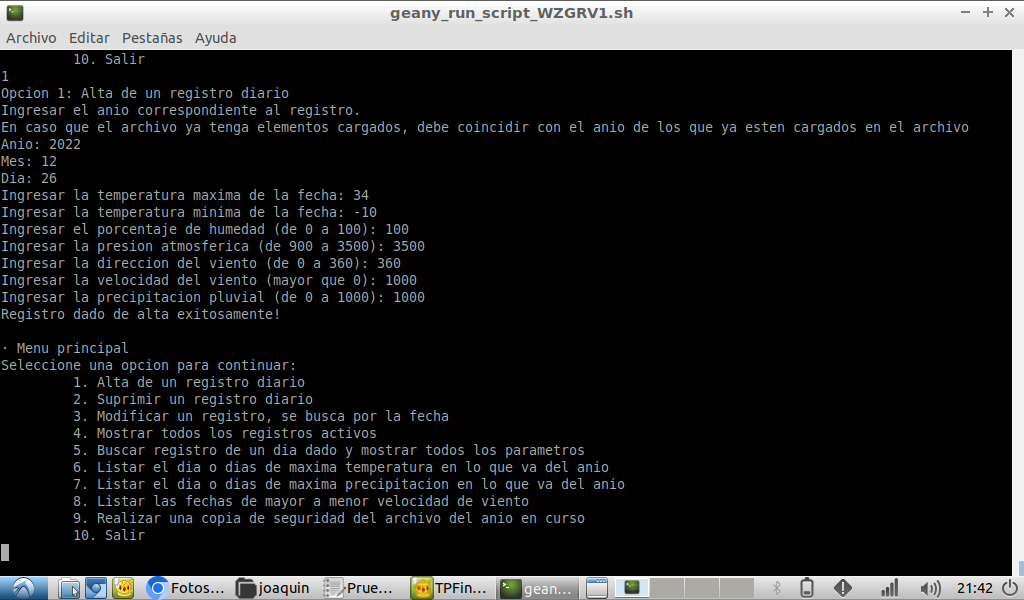 geany_run_script_WZGRV1.sh
Archivo Editar Pestañas Ayuda
10. Salir
1
Opcion 1: Alta de un registro diario
Ingresar el anio correspondiente al registro.
En caso que el archivo ya tenga elementos cargados, debe coincidir con el anio de los que ya esten cargados en el archivo
Anio: 2022
Mes: 12
Dia: 26
Ingresar la temperatura maxima de la fecha: 34
Ingresar la temperatura minima de la fecha: -10
Ingresar el porcentaje de humedad (de 0 a 100): 100
Ingresar la presion atmosferica (de 900 a 3500): 3500
Ingresar la direccion del viento (de 0 a 360): 360
Ingresar la velocidad del viento (mayor que 0): 1000
Ingresar la precipitacion pluvial (de 0 a 1000): 1000
Registro dado de alta exitosamente!
· Menu principal
Seleccione una opcion para continuar:
1. Alta de un registro diario
2. Suprimir un registro diario
3. Modificar un registro, se busca por la fecha
4. Mostrar todos los registros activos
5. Buscar registro de un dia dado y mostrar todos los parametros
6. Listar el dia o dias de maxima temperatura en lo que va del anio
7. Listar el dia o dias de maxima precipitacion en lo que va del anio
8. Listar las fechas de mayor a menor velocidad de viento
9. Realizar una copia de seguridad del archivo del anio en curso
10. Salir
Fotos... joaquin Prue... TPFin... gean... 21:42